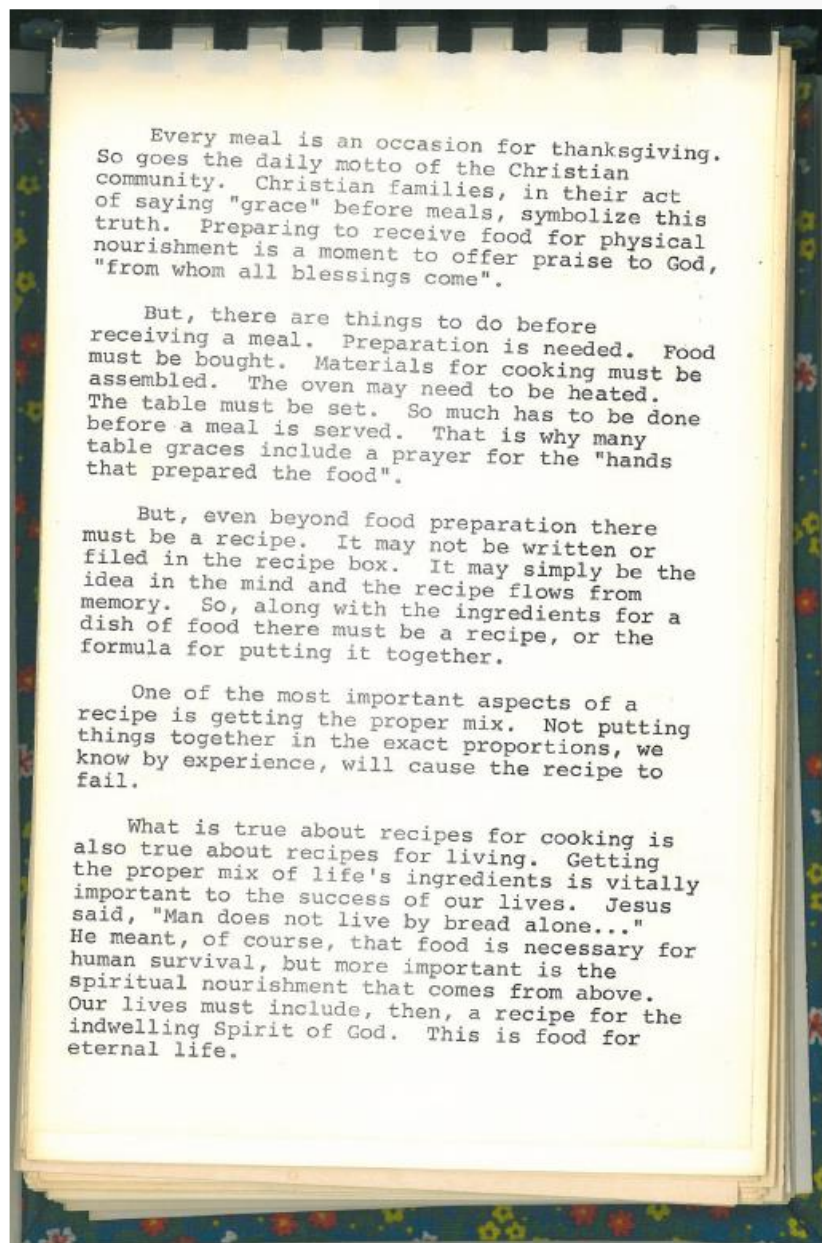 Every meal is an occasion for thanksgiving.
So goes the daily motto of the Christian
community. Christian families, in their act
of saying "grace" before meals, symbolize this
truth. Preparing to receive food for physical
nourishment is a moment to offer praise to God,
"from whom all blessings come".
But, there are things to do before
receiving a meal. Preparation is needed. Food
must be bought. Materials for cooking must be
assembled. The oven may need to be heated.
The table must be set. So much has to be done
before a meal is served. That is why many
table graces include a prayer for the "hands
that prepared the food".
But, even beyond food preparation there
must be a recipe. It may not be written or
filed in the recipe box. It may simply be the
idea in the mind and the recipe flows from
memory. So, along with the ingredients for a
dish of food there must be a recipe, or the
formula for putting it together.
One of the most important aspects of a
recipe is getting the proper mix. Not putting
things together in the exact proportions, we
know by experience, will cause the recipe to
fail.
What is true about recipes for cooking is
also true about recipes for living. Getting
the proper mix of life's ingredients is vitally
important to the success of our lives. Jesus
said, "Man does not live by bread alone..."
He meant, of course, that food is necessary for
human survival, but more important is the
spiritual nourishment that comes from above.
Our lives must include, then, a recipe for the
indwelling Spirit of God. This is food for
eternal life.